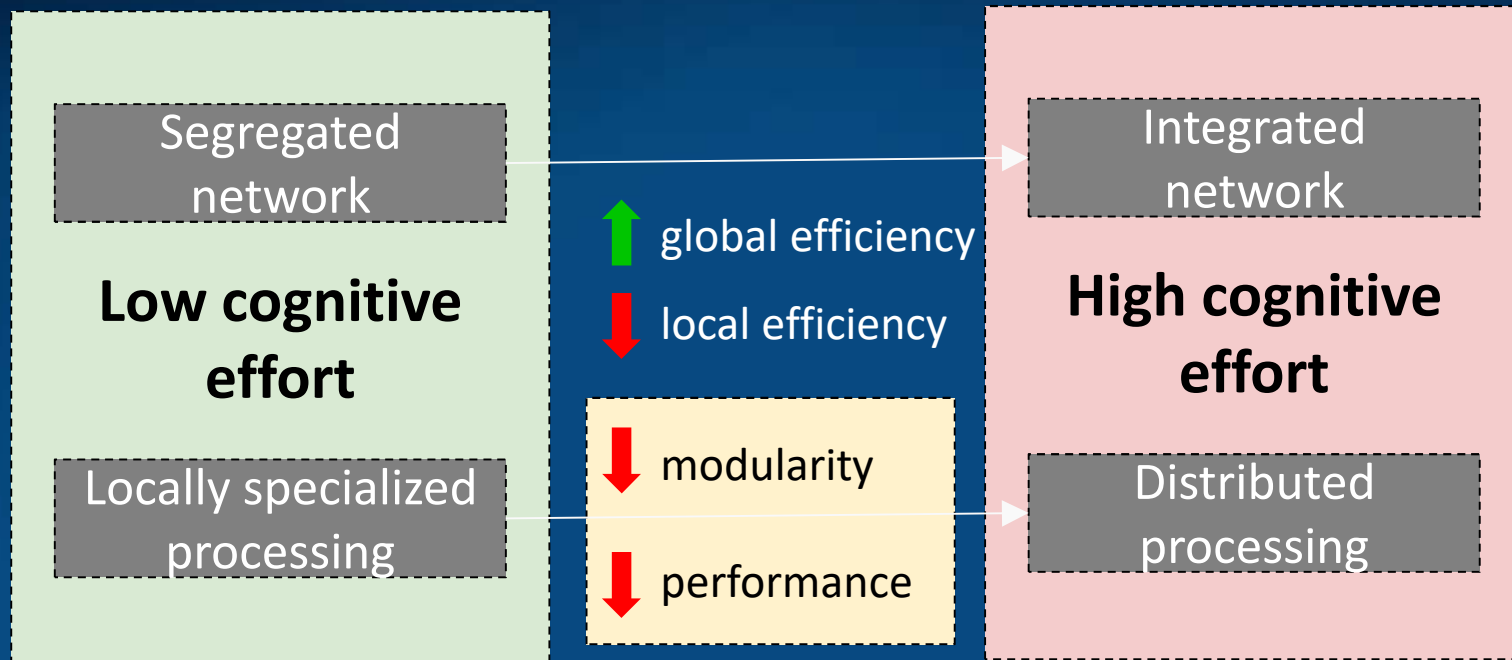 Segregated
network
Low cognitive
effort
Locally specialized
processing
global efficiency
local efficiency
modularity
performance
Integrated
network
High cognitive
effort
Distributed
processing